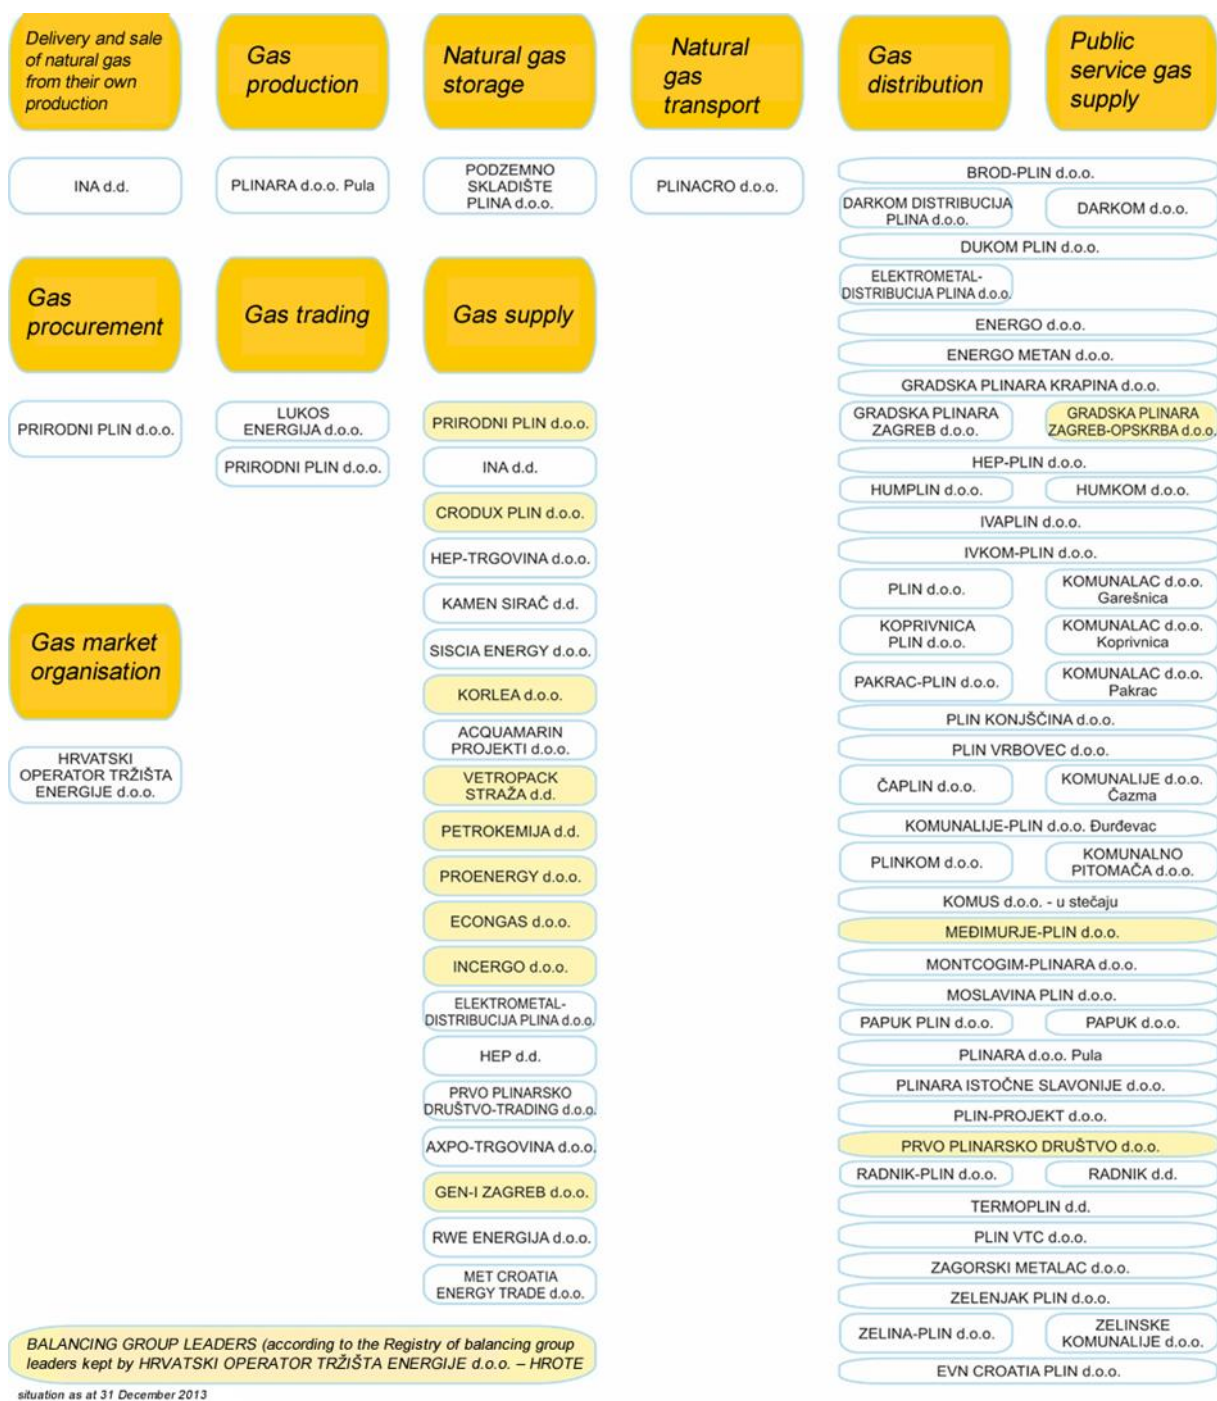 Delivery and sale
of natural gas
from their own
production
Gas
production
Natural gas
storage
Natural
gas
transport
Gas
distribution
Public
service gas
supply
INA d.d.
PLINARA d.o.o. Pula
PODZEMNO
SKLADIŠTE
PLINA d.o.o.
PLINACRO d.o.o.
Gas
procurement
Gas trading
Gas supply
PRIRODNI PLIN d.o.o.
LUKOS
ENERGIJA d.o.o.
PRIRODNI PLIN d.o.o.
PRIRODNI PLIN d.o.o.
INA d.d.
CRODUX PLIN d.o.o.
HEP-TRGOVINA d.o.o.
KAMEN SIRAČ d.d.
SISCIA ENERGY d.o.o.
KORLEA d.o.o.
ACQUAMARIN
PROJEKTI d.o.o.
VETROPACK
STRAŽA d.d.
PETROKEMIJA d.d.
PROENERGY d.o.o.
ECONGAS d.o.o.
INCERGO d.o.o.
ELEKTROMETAL-
DISTRIBUCIJA PLINA d.o.o.
HEP d.d.
PRVO PLINARSKO
DRUŠTVO-TRADING d.o.o.
AXPO-TRGOVINA d.o.o.
GEN-I ZAGREB d.o.o.
RWE ENERGIJA d.o.o.
MET CROATIA
ENERGY TRADE d.o.o.
Gas market
organisation
HRVATSKI
OPERATOR TRŽIŠTA
ENERGIJE d.o.o.
BROD-PLIN d.o.o.
DARKOM DISTRIBUCIJA
PLINA d.o.o.
DARKOM d.o.o.
DUKOM PLIN d.o.o.
ELEKTROMETAL-
DISTRIBUCIJA PLINA d.o.o.
ENERGO d.o.o.
ENERGO METAN d.o.o.
GRADSKA PLINARA KRAPINA d.o.o.
GRADSKA PLINARA
ZAGREB d.o.o.
GRADSKA PLINARA
ZAGREB-OPSKRBA d.o.o.
HEP-PLIN d.o.o.
HUMPLIN d.o.o.
HUMKOM d.o.o.
IVAPLIN d.o.o.
IVKOM-PLIN d.o.o.
PLIN d.o.o.
KOMUNALAC d.o.o.
Garešnica
KOPRIVNICA
PLIN d.o.o.
KOMUNALAC d.o.o.
Koprivnica
PAKRAC-PLIN d.o.o.
KOMUNALAC d.o.o.
Pakrac
PLIN KONJŠČINA d.o.o.
PLIN VRBOVEC d.o.o.
ČAPLIN d.o.o.
KOMUNALIJE d.o.o.
Čazma
KOMUNALIJE-PLIN d.o.o. Đurđevac
PLINKOM d.o.o.
KOMUNALNO
PITOMAČA d.o.o.
KOMUS d.o.o. - u stečaju
MEĐIMURJE-PLIN d.o.o.
MONTCOGIM-PLINARA d.o.o.
MOSLAVINA PLIN d.o.o.
PAPUK PLIN d.o.o.
PAPUK d.o.o.
PLINARA d.o.o. Pula
PLINARA ISTOČNE SLAVONIJE d.o.o.
PLIN-PROJEKT d.o.o.
PRVO PLINARSKO DRUŠTVO d.o.o.
RADNIK-PLIN d.o.o.
RADNIK d.d.
TERMOPLIN d.d.
PLIN VTC d.o.o.
ZAGORSKI METALAC d.o.o.
ZELENJAK PLIN d.o.o.
ZELINA-PLIN d.o.o.
ZELINSKE
KOMUNALIJE d.o.o.
EVN CROATIA PLIN d.o.o.
BALANCING GROUP LEADERS (according to the Registry of balancing group
leaders kept by HRVATSKI OPERATOR TRŽIŠTA ENERGIJE d.o.o. – HROTE
situation as at 31 December 2013